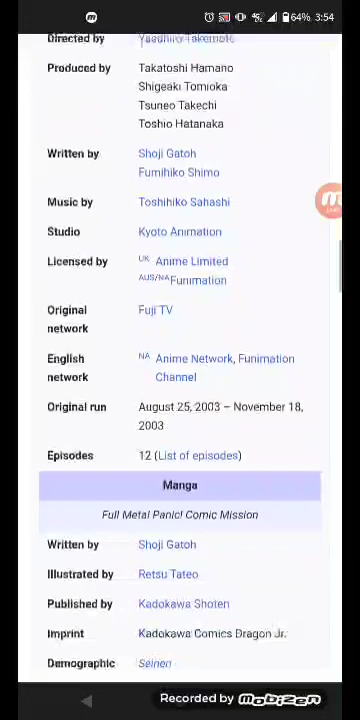 64% 3:54
Directed by Yasuhiro Takemoto
Produced by Takatoshi Hamano
Shigeaki Tomioka
Tsuneo Takechi
Toshio Hatanaka
Written by Shoji Gatoh
Fumihiko Shimo
Music by Toshihiko Sahashi
Studio Kyoto Animation
Licensed by UK Anime Limited
AUS/NA Funimation
Original Fuji TV
network
English NA Anime Network, Funimation
network Channel
Original run August 25, 2003 – November 18,
2003
Episodes 12 (List of episodes)
Manga
Full Metal Panic! Comic Mission
Written by Shoji Gatoh
Illustrated by Retsu Tateo
Published by Kadokawa Shoten
Imprint Kadokawa Comics Dragon Jr.
Demographic Seinen
Recorded by mobizen